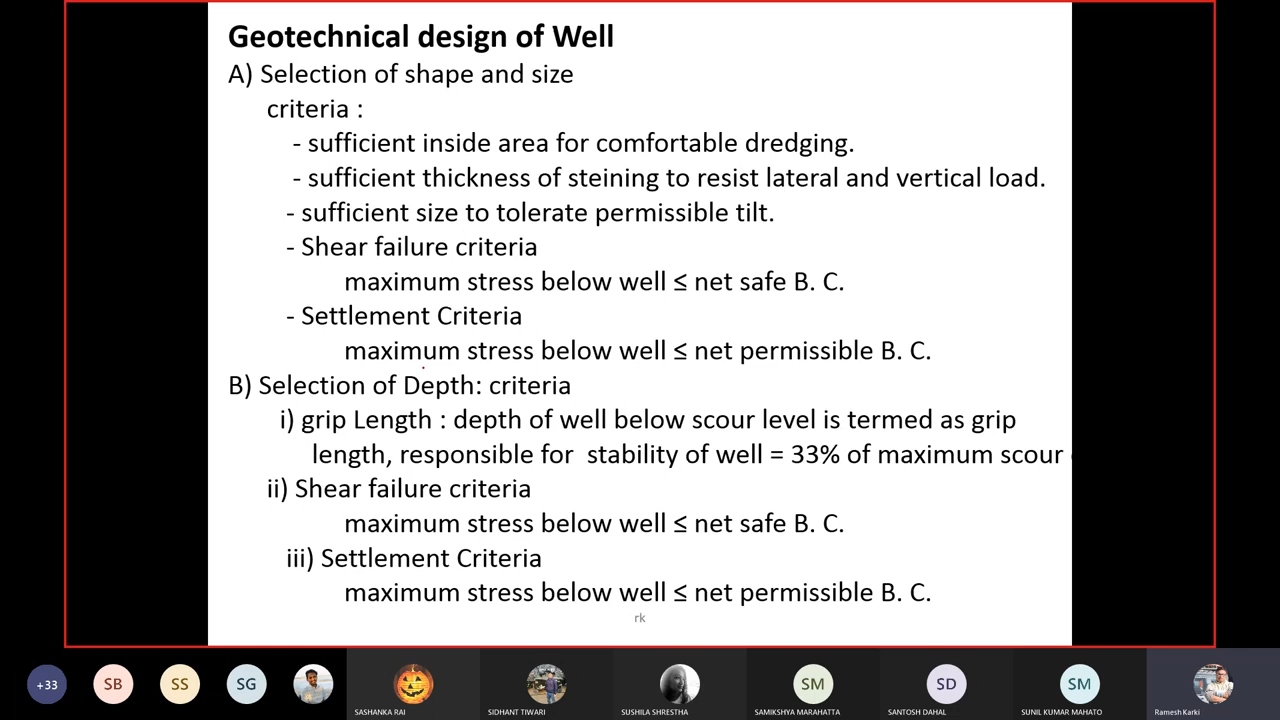 Geotechnical design of Well
A) Selection of shape and size
criteria :
- sufficient inside area for comfortable dredging.
- sufficient thickness of steining to resist lateral and vertical load.
- sufficient size to tolerate permissible tilt.
- Shear failure criteria
maximum stress below well ≤ net safe B. C.
- Settlement Criteria
maximum stress below well ≤ net permissible B. C.
B) Selection of Depth: criteria
i) grip Length : depth of well below scour level is termed as grip
length, responsible for stability of well = 33% of maximum scour
ii) Shear failure criteria
maximum stress below well ≤ net safe B. C.
iii) Settlement Criteria
maximum stress below well ≤ net permissible B. C.
rk
+33 SB SS SG SM SD SM
SASHANKA RAI SIDHANT TIWARI SUSHILA SHRESTHA SAMIKSHYA MARAHATTA SANTOSH DAHAL SUNIL KUMAR MAHATO Ramesh Karki